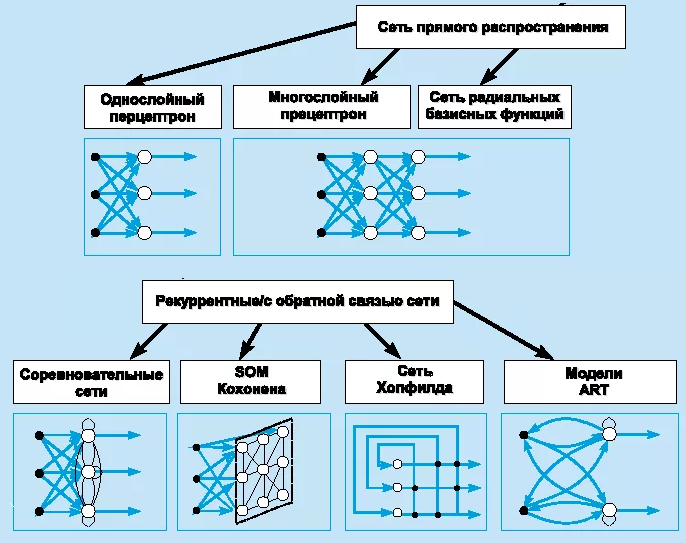 Сеть прямого распространения
Однослойный
перцептрон
Многослойный
прецептрон
Сеть радиальных
базисных функций
Рекуррентные/с обратной связью сети
Соревновательные
сети
SOM
Кохонена
Сеть
Хопфилда
Модели
ART